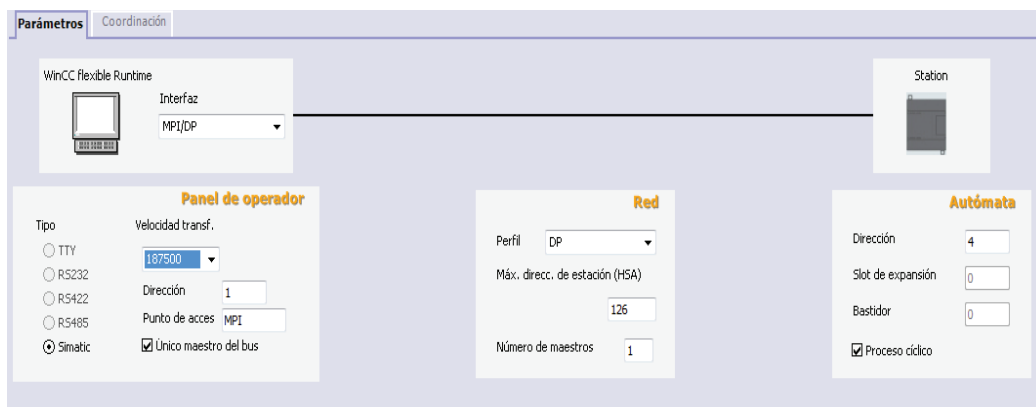 Parámetros Coordinación
WinCC flexible Runtime
Interfaz
MPI/DP
Station
Panel de operador
Tipo
Velocidad transf.
TTY
187500
RS232
Dirección 1
RS422
Punto de acces MPI
RS485
Simatic
Único maestro del bus
Red
Perfil DP
Máx. direcc. de estación (HSA)
126
Número de maestros 1
Autómata
Dirección 4
Slot de expansión 0
Bastidor 0
Proceso cíclico